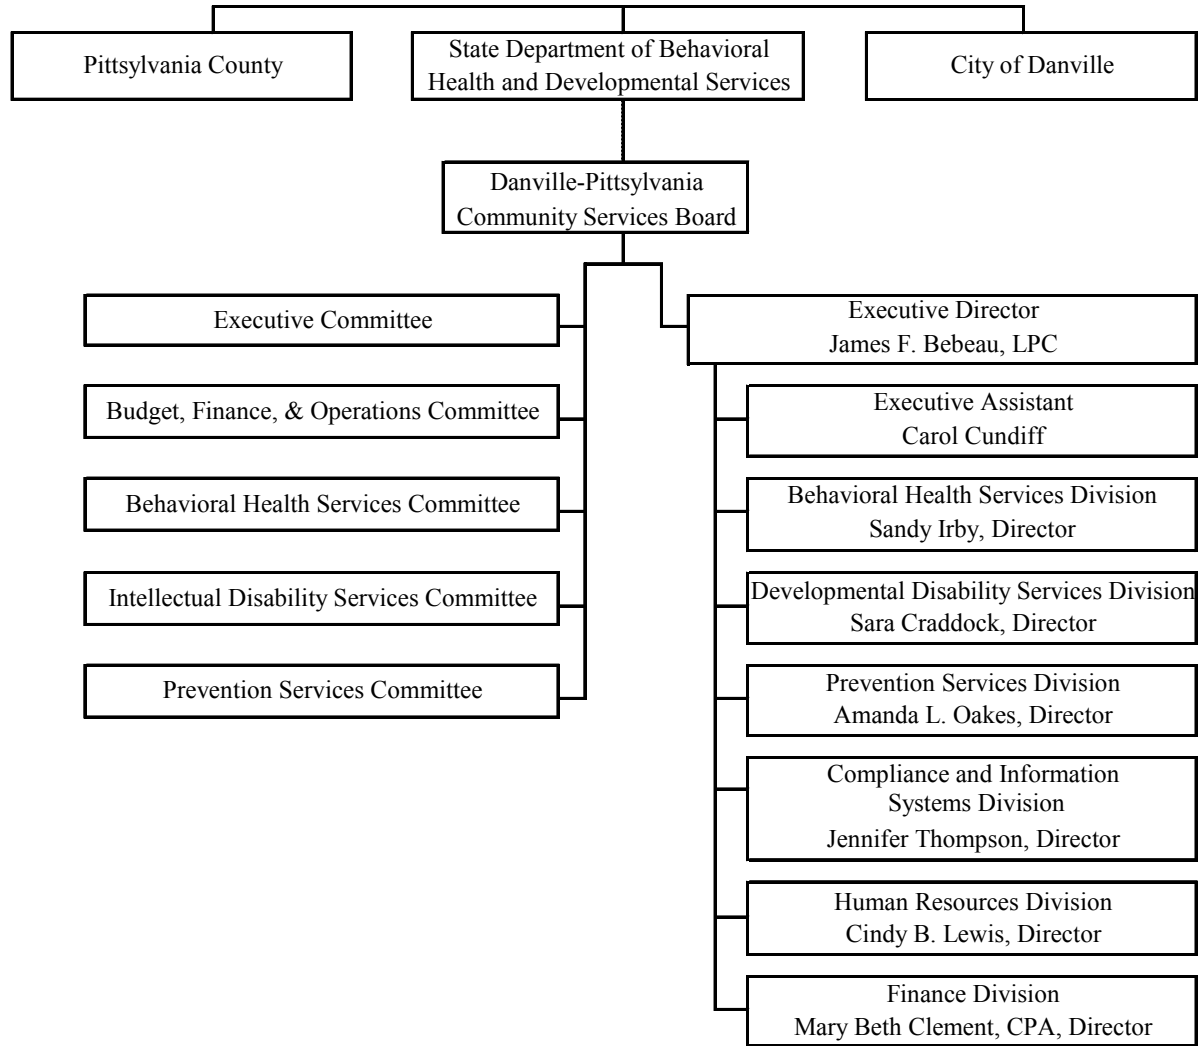 Pittsylvania County
State Department of Behavioral
Health and Developmental Services
City of Danville
Danville-Pittsylvania
Community Services Board
Executive Committee
Budget, Finance, & Operations Committee
Behavioral Health Services Committee
Intellectual Disability Services Committee
Prevention Services Committee
Executive Director
James F. Bebeau, LPC
Executive Assistant
Carol Cundiff
Behavioral Health Services Division
Sandy Irby, Director
Developmental Disability Services Division
Sara Craddock, Director
Prevention Services Division
Amanda L. Oakes, Director
Compliance and Information
Systems Division
Jennifer Thompson, Director
Human Resources Division
Cindy B. Lewis, Director
Finance Division
Mary Beth Clement, CPA, Director